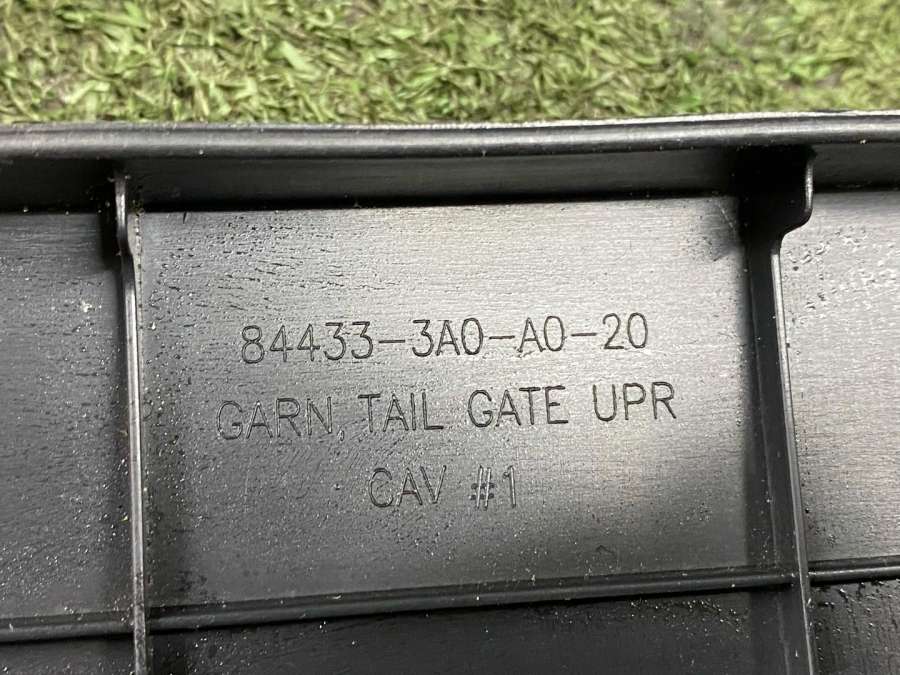 84433-3A0-A0-20
GARN, TAIL GATE UPR
CAV #1